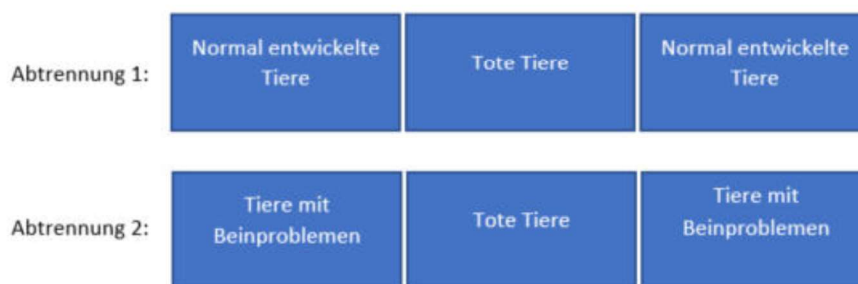 Abtrennung 1:
Normal entwickelte
Tiere
Tote Tiere
Normal entwickelte
Tiere
Abtrennung 2:
Tiere mit
Beinproblemen
Tote Tiere
Tiere mit
Beinproblemen